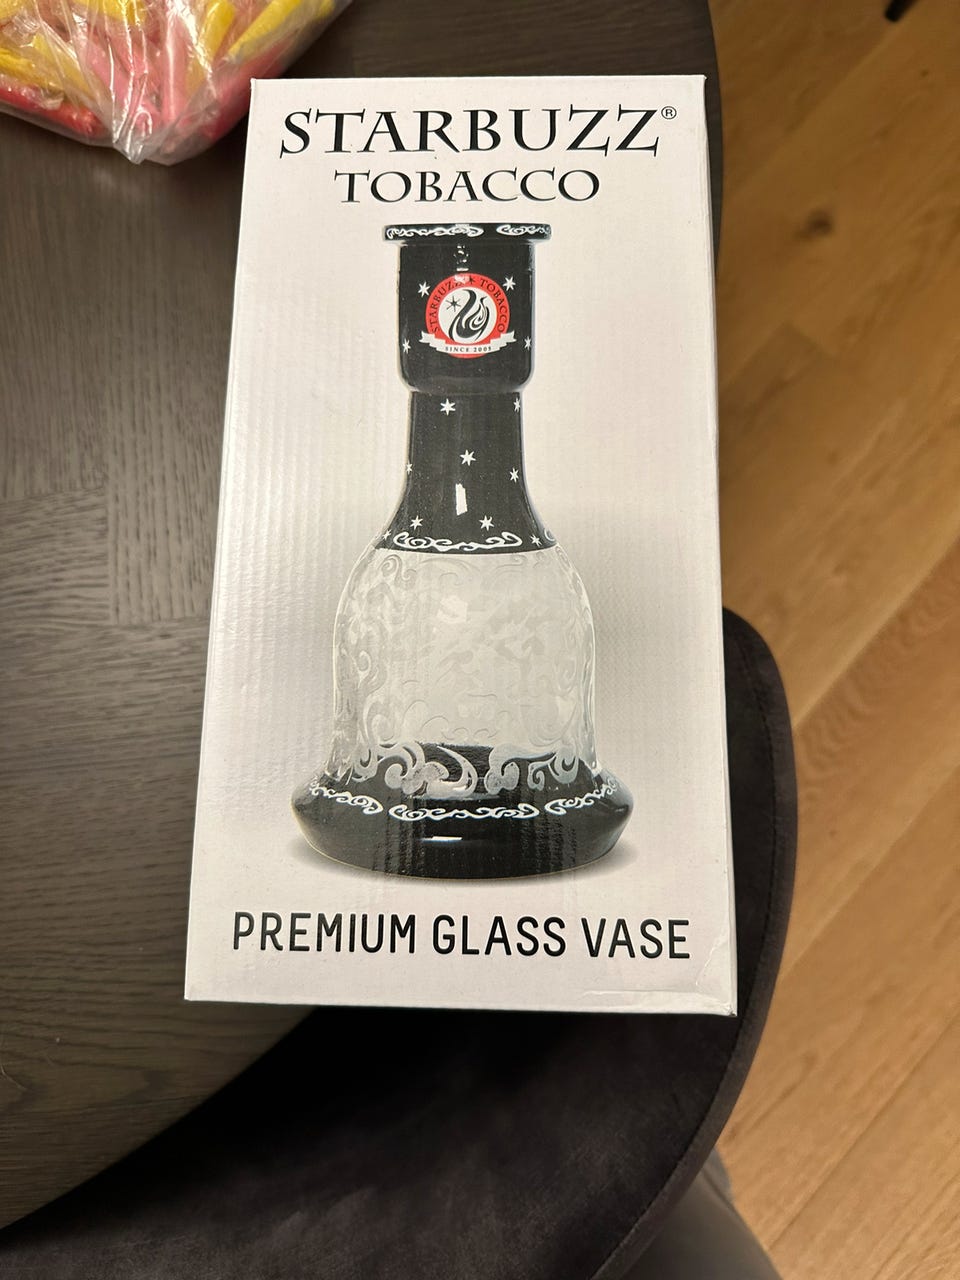 STARBUZZ®
TOBACCO
STARBUZZ TOBACCO
SINCE 2005
PREMIUM GLASS VASE